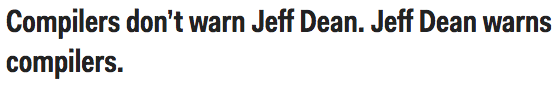 Compilers don’t warn Jeff Dean. Jeff Dean warns
compilers.